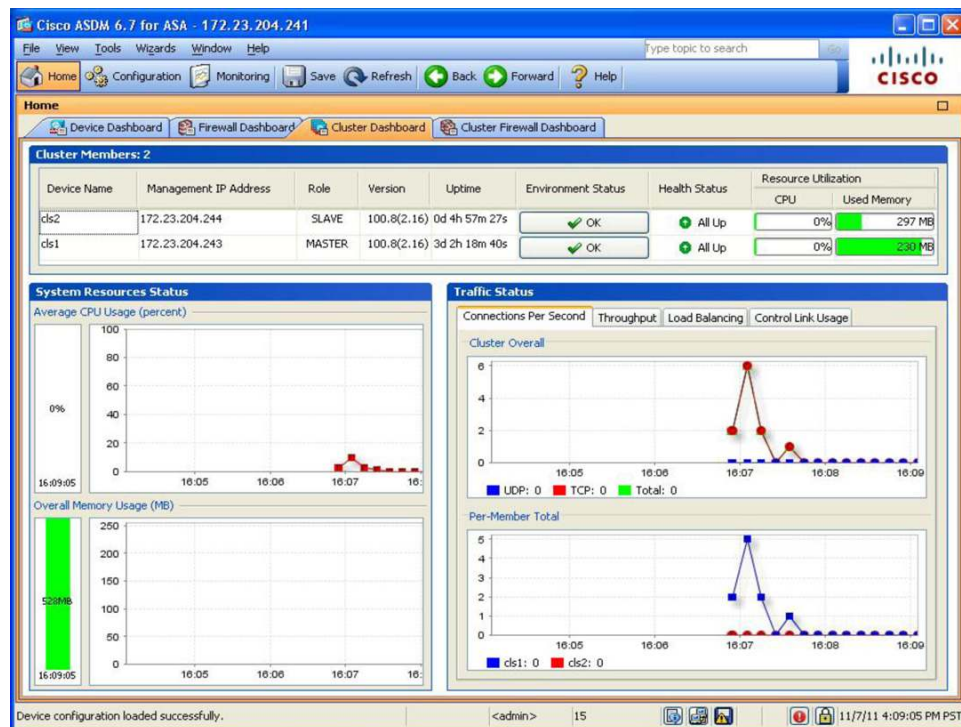 Cisco ASDM 6.7 for ASA - 172.23.204.241
File View Tools Wizards Window Help
Type topic to search Go
Home Configuration Monitoring Save Refresh Back Forward Help
CISCO
Home
Device Dashboard Firewall Dashboard Cluster Dashboard Cluster Firewall Dashboard
Cluster Members: 2
Device Name Management IP Address Role Version Uptime Environment Status Health Status Resource Utilization
CPU Used Memory
cls2 172.23.204.244 SLAVE 100.8(2.16) 0d 4h 57m 27s OK All Up 0% 297 MB
cls1 172.23.204.243 MASTER 100.8(2.16) 3d 2h 18m 40s OK All Up 0% 230 MB
System Resources Status
Average CPU Usage (percent)
100
80
60
40
20
0
0%
16:09:05
16:05 16:06 16:07 16:
Overall Memory Usage (MB)
250
200
150
100
50
0
528MB
16:09:05
16:05 16:06 16:07 16:
Traffic Status
Connections Per Second Throughput Load Balancing Control Link Usage
Cluster Overall
6
4
2
0
16:05 16:06 16:07 16:08 16:09
UDP: 0 TCP: 0 Total: 0
Per-Member Total
5
4
3
2
1
0
16:05 16:06 16:07 16:08 16:09
cls1: 0 cls2: 0
Device configuration loaded successfully. <admin> 15 11/7/11 4:09:05 PM PST